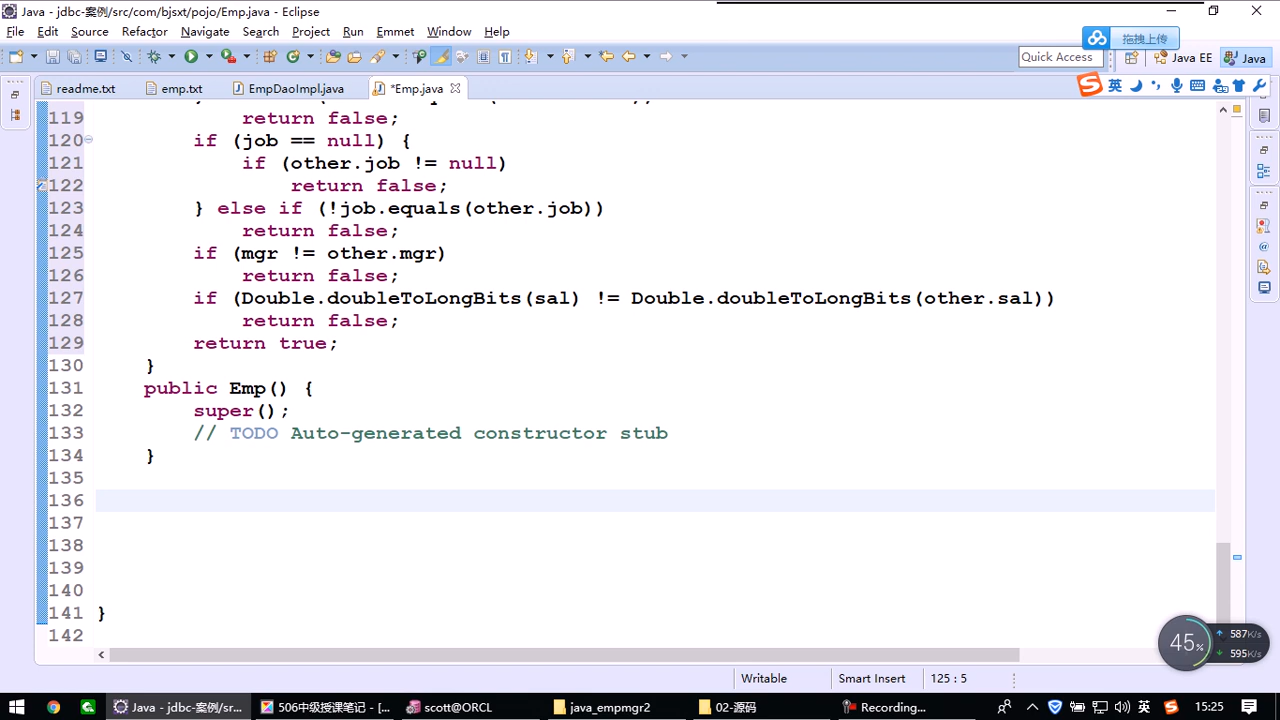 Java - jdbc-案例/src/com/bjsxt/pojo/Emp.java - Eclipse
File Edit Source Refactor Navigate Search Project Run Emmet Window Help
拖拽上传
Quick Access
Java EE
Java
readme.txt
emp.txt
EmpDaoImpl.java
*Emp.java
英
119 return false;
120 if (job == null) {
121 if (other.job != null)
122 return false;
123 } else if (!job.equals(other.job))
124 return false;
125 if (mgr != other.mgr)
126 return false;
127 if (Double.doubleToLongBits(sal) != Double.doubleToLongBits(other.sal))
128 return false;
129 return true;
130 }
131 public Emp() {
132 super();
133 // TODO Auto-generated constructor stub
134 }
135
136
137
138
139
140
141 }
142
45%
587K/s
595K/s
Writable
Smart Insert
125 : 5
Java - jdbc-案例/sr...
506中级授课笔记 - [...
scott@ORCL
java_empmgr2
02-源码
Recording...
英
15:25